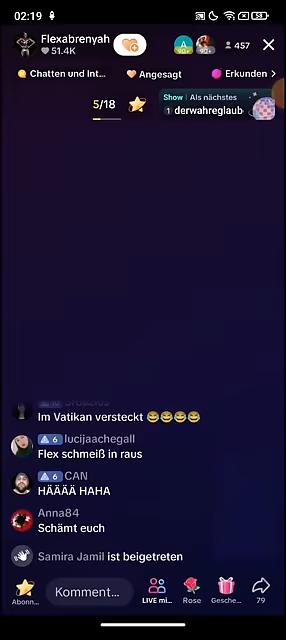 02:19
58
Flexabrenyah
51.4K
457
Chatten und Int...
Angesagt
Erkunden
5/18
Show | Als nächstes
1 derwahreglaub
Im Vatikan versteckt 😂😂😂😂
6 lucijaachegall
Flex schmeiß in raus
6 CAN
HÄÄÄÄ HAHA
Anna84
Schämt euch
Samira Jamil ist beigetreten
Abonn...
Komment...
LIVE mi...
Rose
Gesche...
79